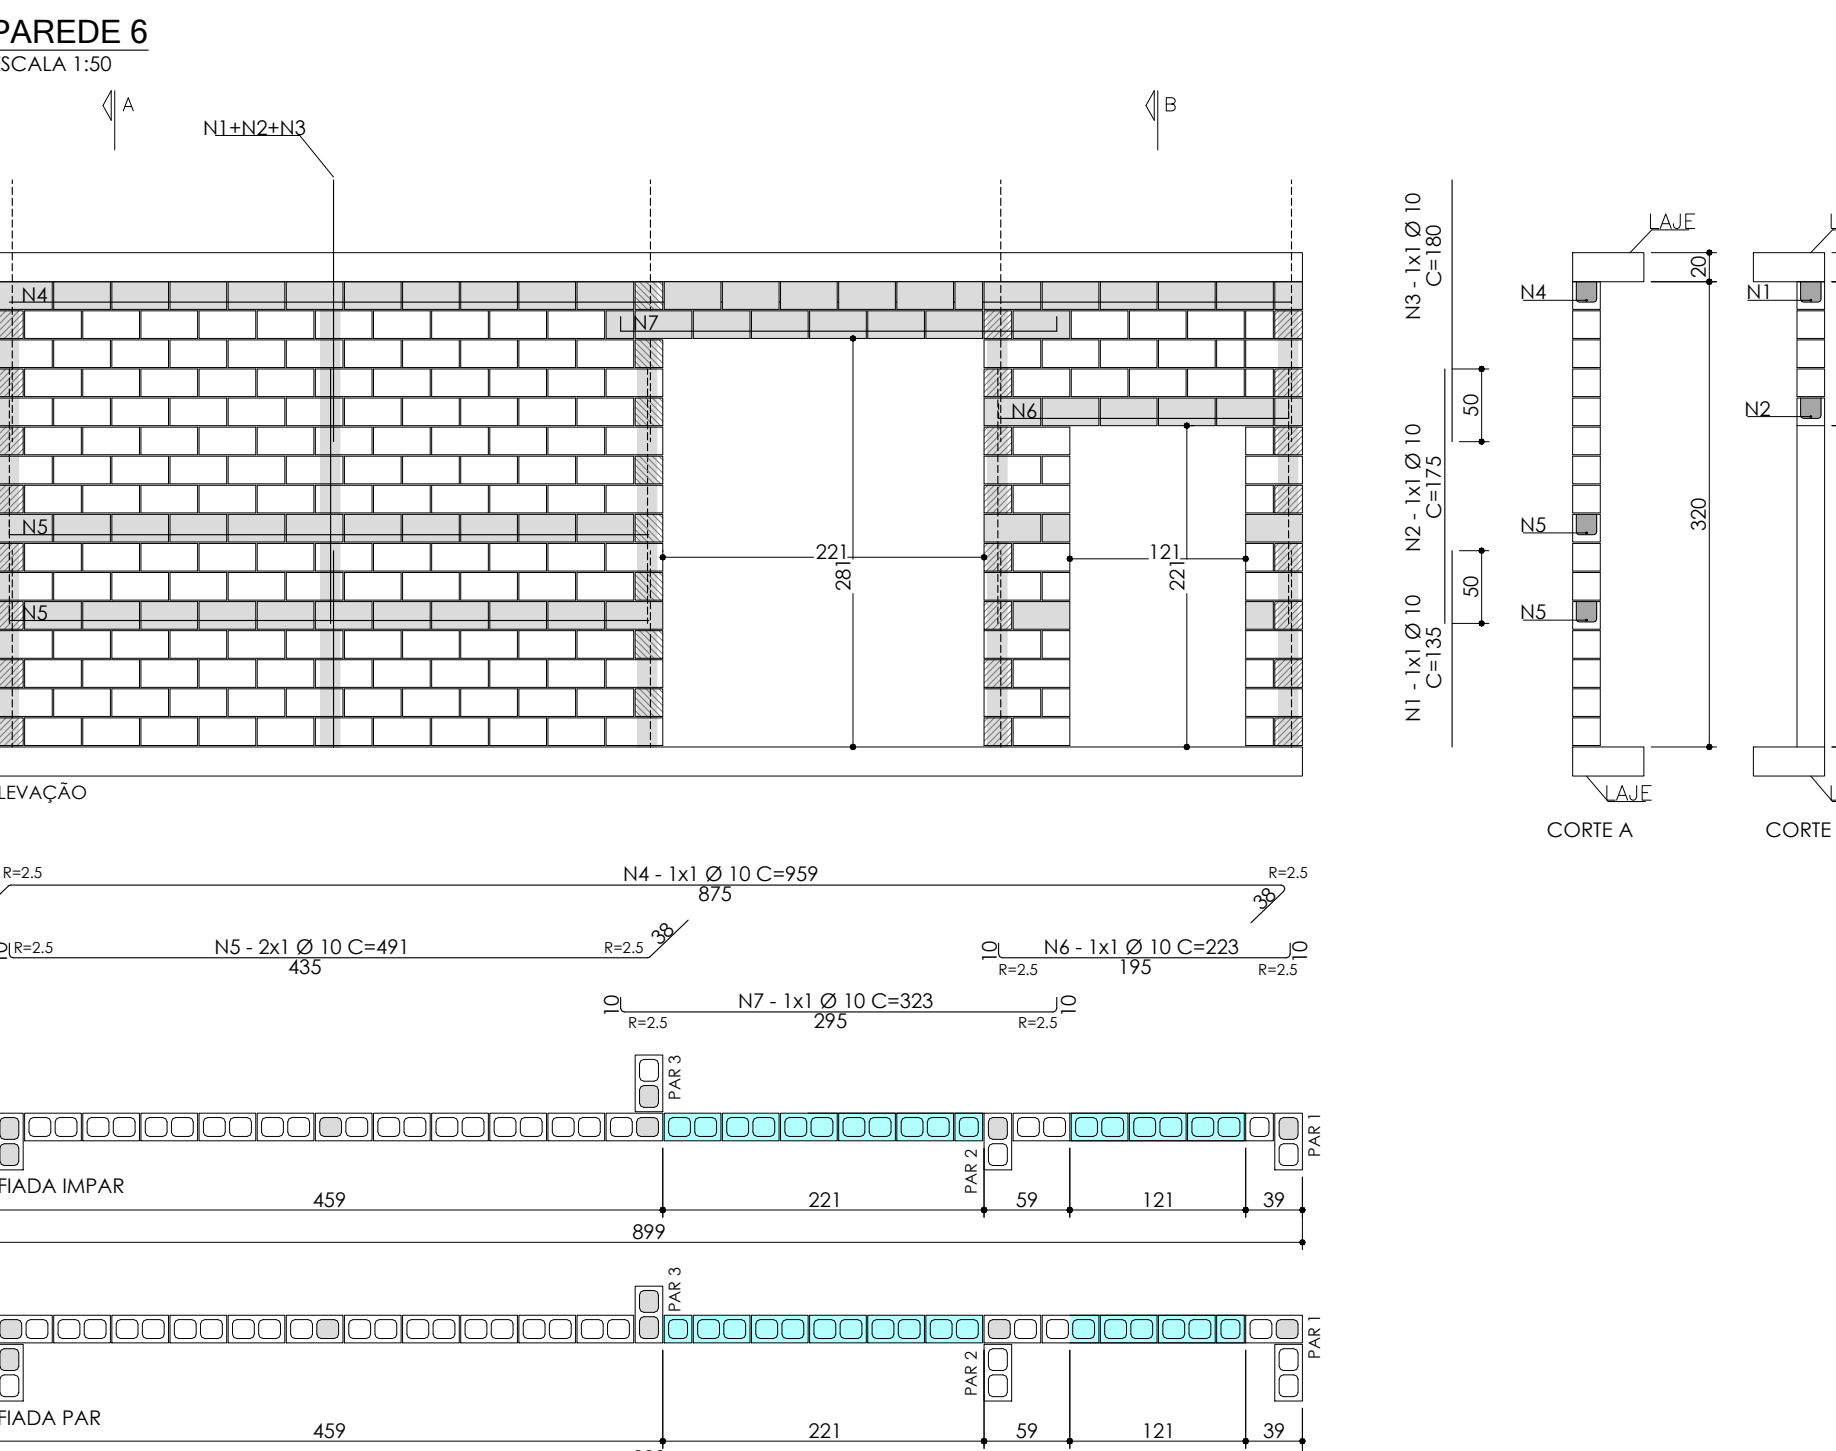 PAREDE 6
SCALA 1:50
A
B
N1+N2+N3
N4
N7
N6
N5
N5
221
281
121
221
LEVAÇÃO
N3 - 1x1 Ø 10
C=180
50
N2 - 1x1 Ø 10
C=175
50
N1 - 1x1 Ø 10
C=135
LAJE
20
N4
320
N5
N5
LAJE
CORTE A
N1
N2
CORTE
R=2.5
N4 - 1x1 Ø 10 C=959
875
R=2.5
38
R=2.5
N5 - 2x1 Ø 10 C=491
435
R=2.5
38
10
N6 - 1x1 Ø 10 C=223
10
R=2.5
195
R=2.5
10
N7 - 1x1 Ø 10 C=323
10
R=2.5
295
R=2.5
PAR 3
PAR 2
PAR 1
FIADA IMPAR
459
221
59
121
39
899
PAR 3
PAR 2
PAR 1
FIADA PAR
459
221
59
121
39